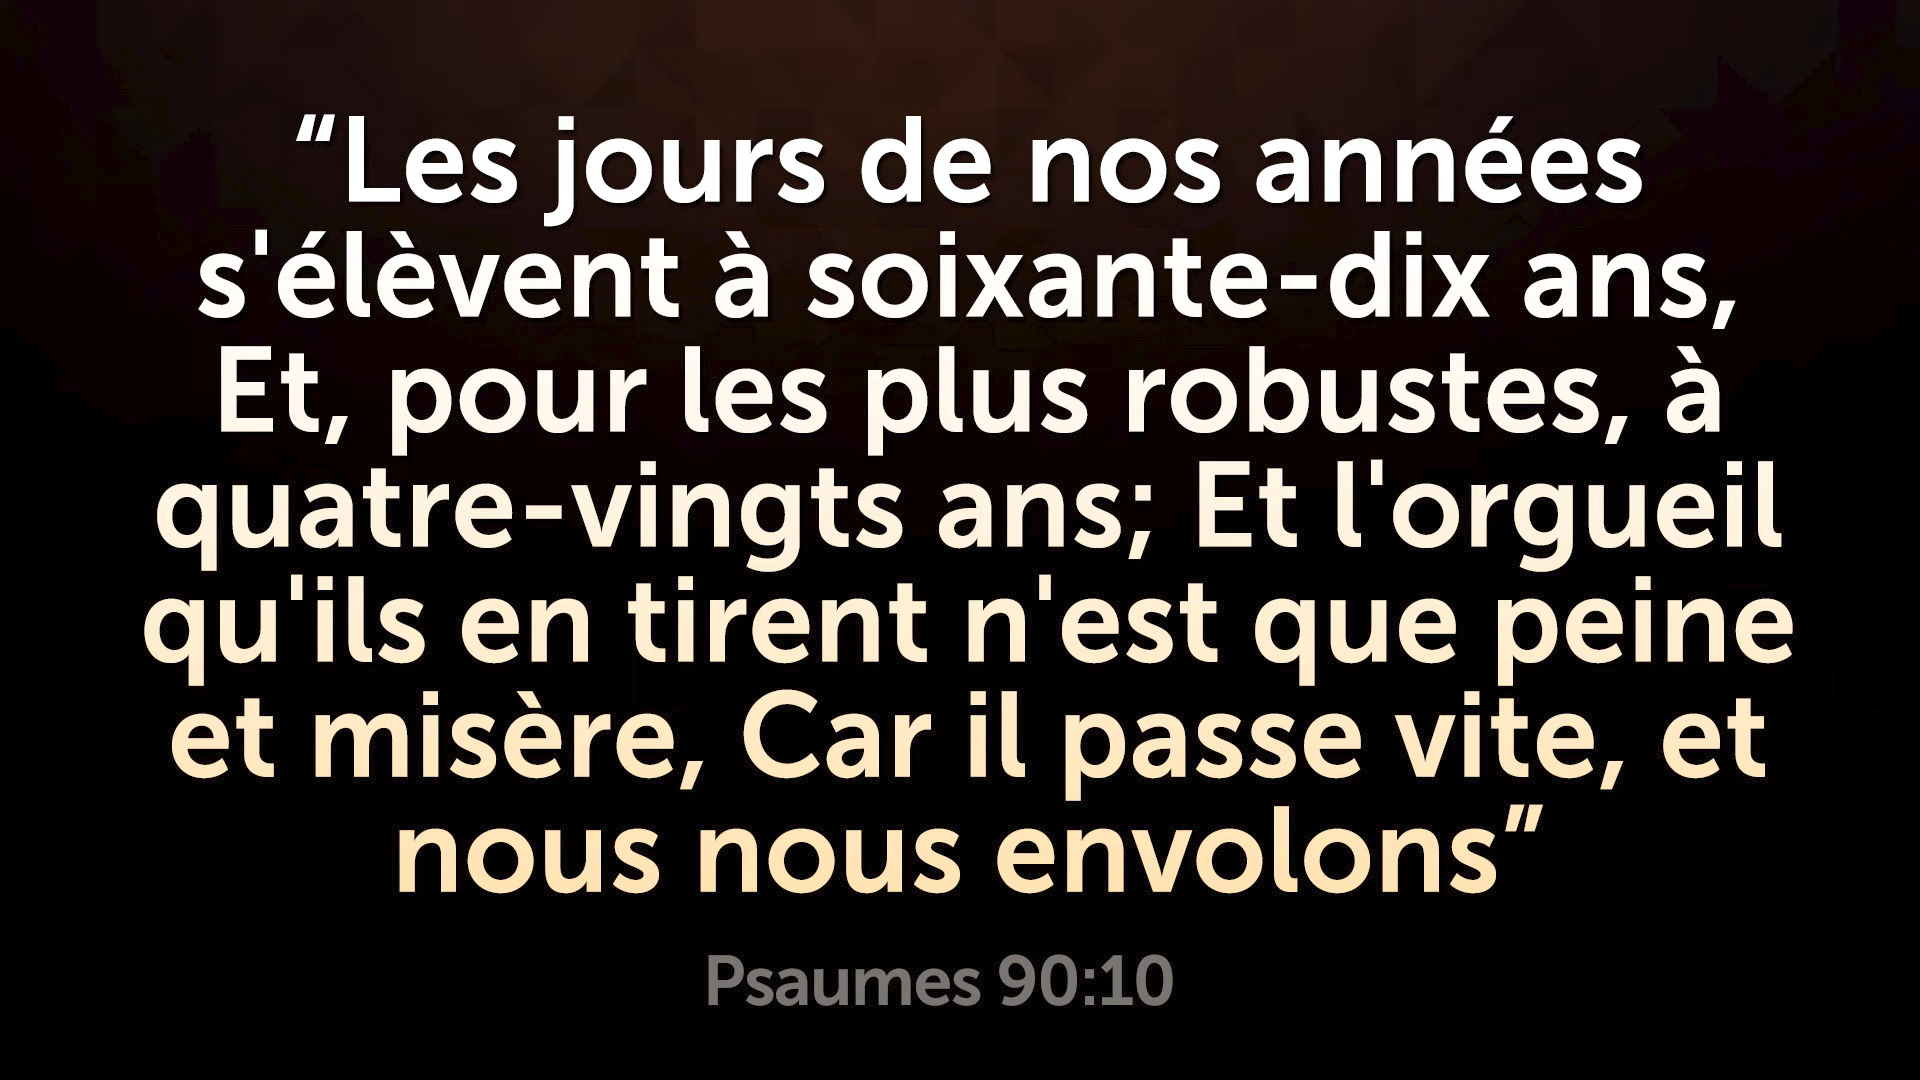 “Les jours de nos années
s'élèvent à soixante-dix ans,
Et, pour les plus robustes, à
quatre-vingts ans; Et l'orgueil
qu'ils en tirent n'est que peine
et misère, Car il passe vite, et
nous nous envolons”
Psaumes 90:10